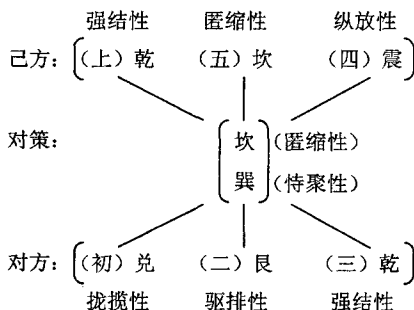 强结性 匿缩性 纵放性
己方：（上）乾 （五）坎 （四）震
对策： 坎 （匿缩性）
巽 （恃聚性）
对方：（初）兑 （二）艮 （三）乾
拢揽性 驱排性 强结性